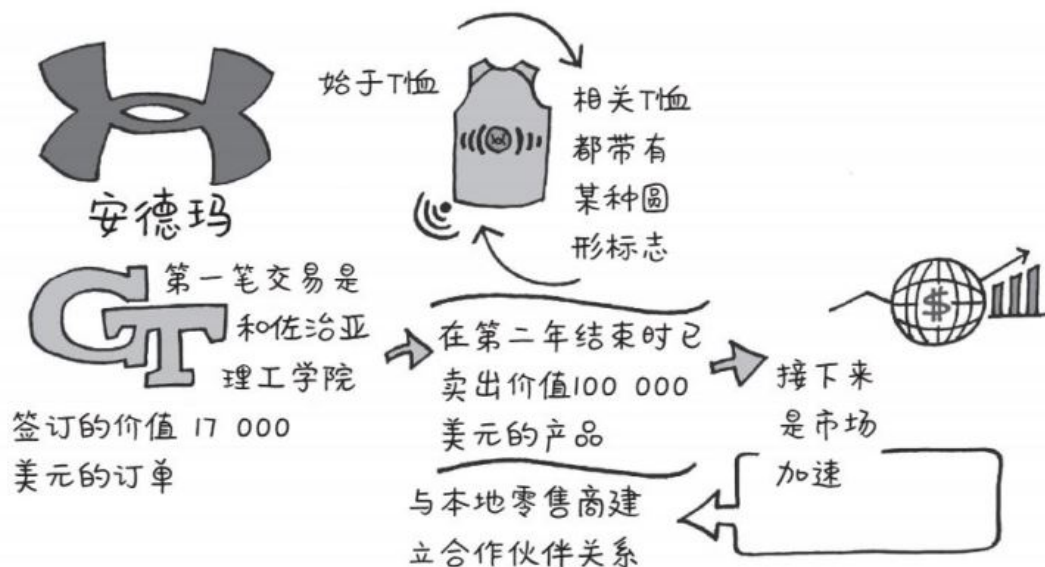 安德玛
始于T恤
相关T恤
都带有
某种圆
形标志
GT
第一笔交易是
和佐治亚
理工学院
签订的价值 17 000
美元的订单
在第二年结束时已
卖出价值100 000
美元的产品
接下来
是市场
加速
$
与本地零售商建
立合作伙伴关系